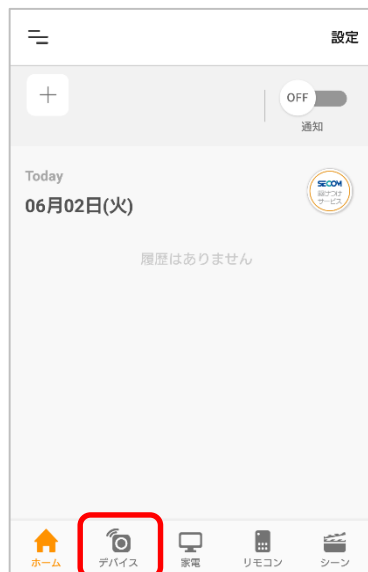 設定
OFF
通知
Today
06月02日(火)
SECOM
駆けつけ
サービス
履歴はありません
ホーム
デバイス
家電
リモコン
シーン